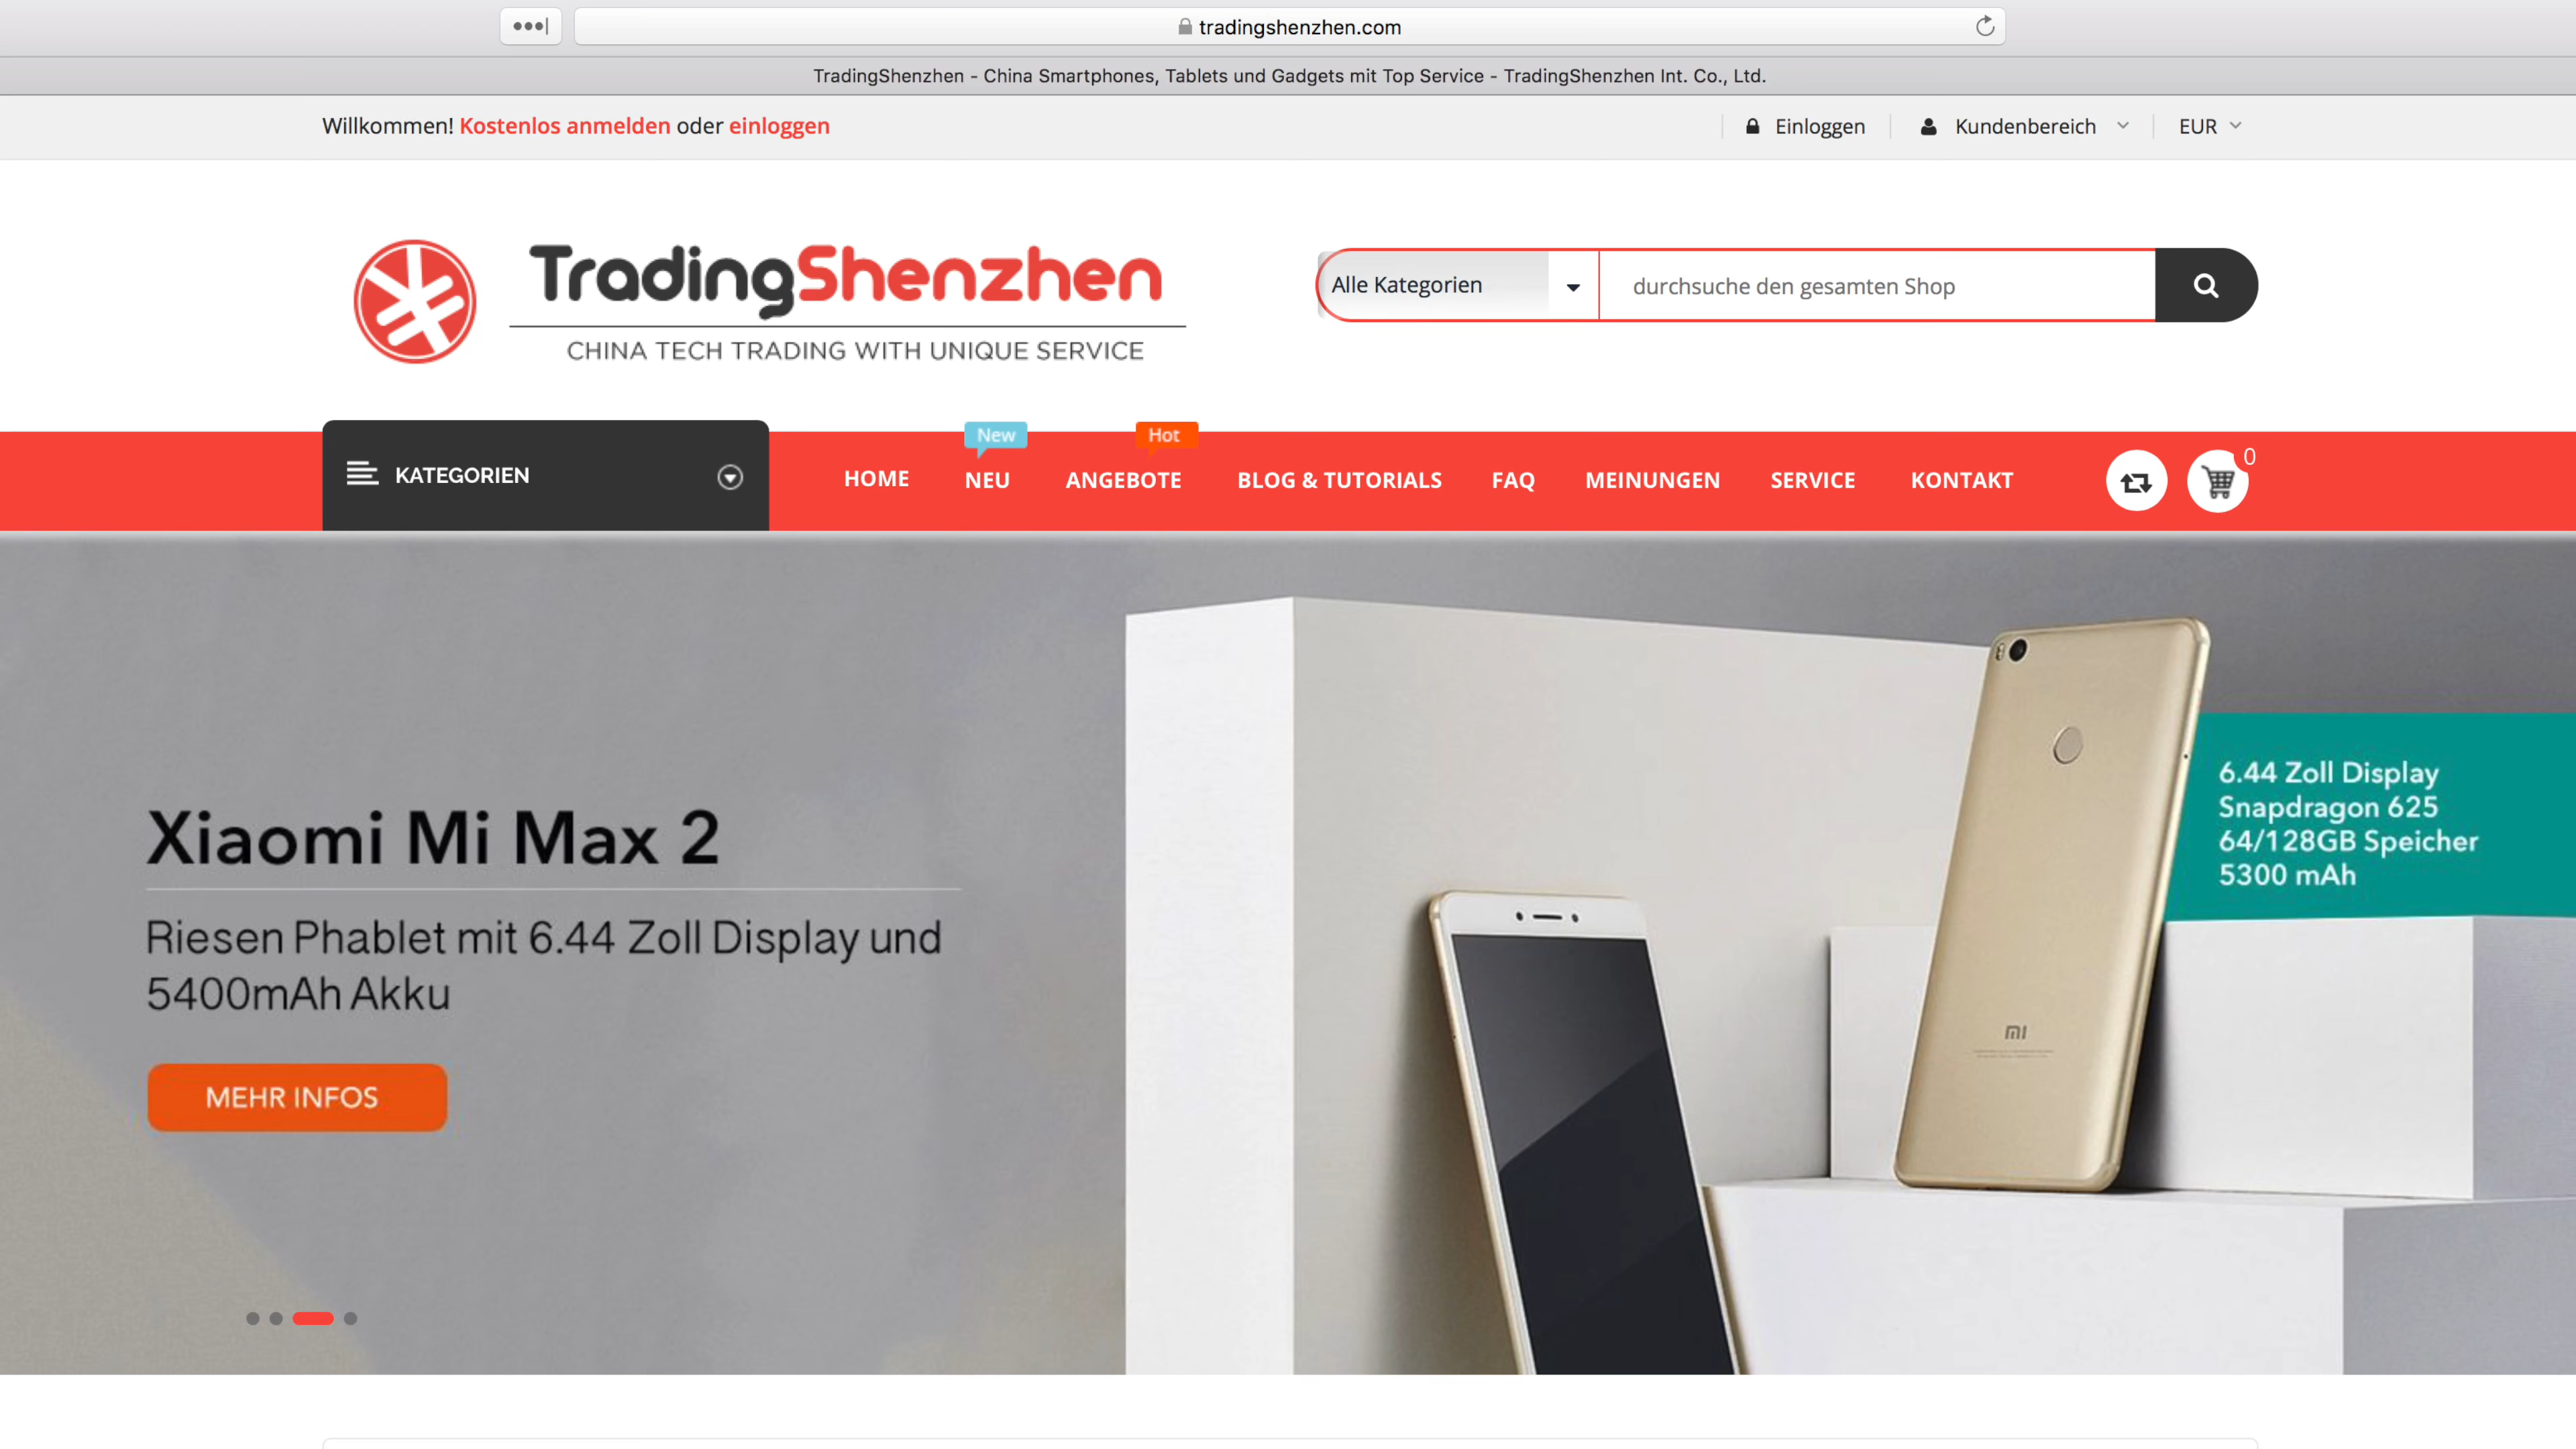 tradingshenzhen.com
TradingShenzhen - China Smartphones, Tablets und Gadgets mit Top Service - TradingShenzhen Int. Co., Ltd.
Willkommen! Kostenlos anmelden oder einloggen
Einloggen
Kundenbereich
EUR
TradingShenzhen
CHINA TECH TRADING WITH UNIQUE SERVICE
Alle Kategorien
durchsuche den gesamten Shop
KATEGORIEN
HOME
New
NEU
Hot
ANGEBOTE
BLOG & TUTORIALS
FAQ
MEINUNGEN
SERVICE
KONTAKT
0
Xiaomi Mi Max 2
Riesen Phablet mit 6.44 Zoll Display und
5400mAh Akku
MEHR INFOS
6.44 Zoll Display
Snapdragon 625
64/128GB Speicher
5300 mAh
MI